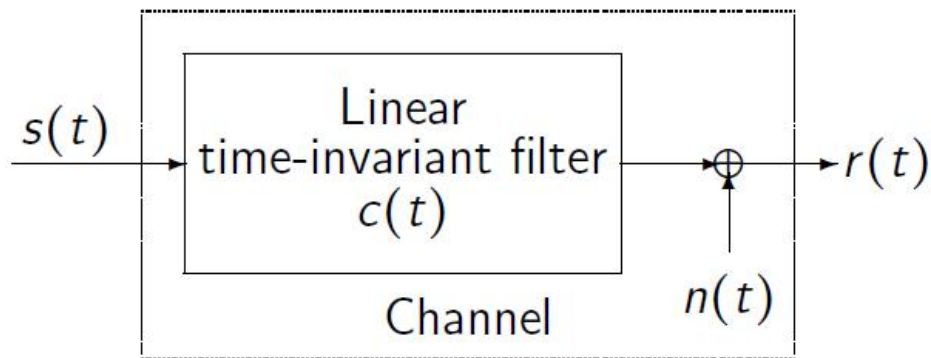 s(t)
Linear
time-invariant filter
c(t)
r(t)
n(t)
Channel